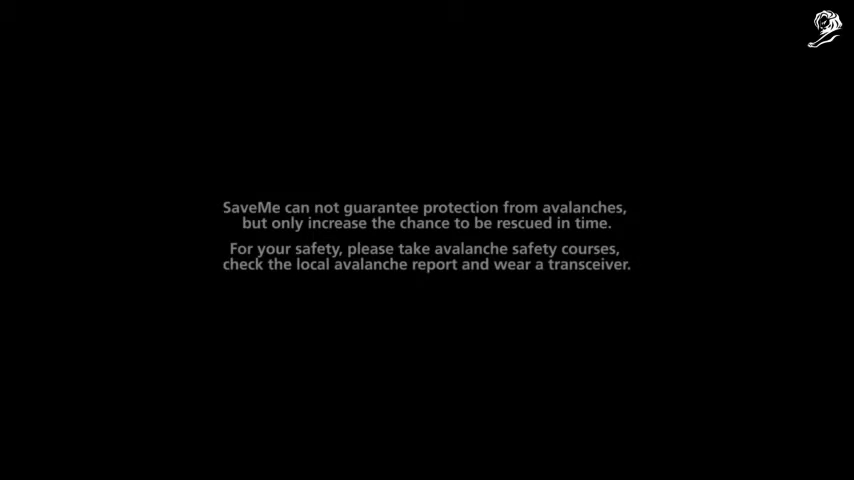 SaveMe can not guarantee protection from avalanches,
but only increase the chance to be rescued in time.
For your safety, please take avalanche safety courses,
check the local avalanche report and wear a transceiver.